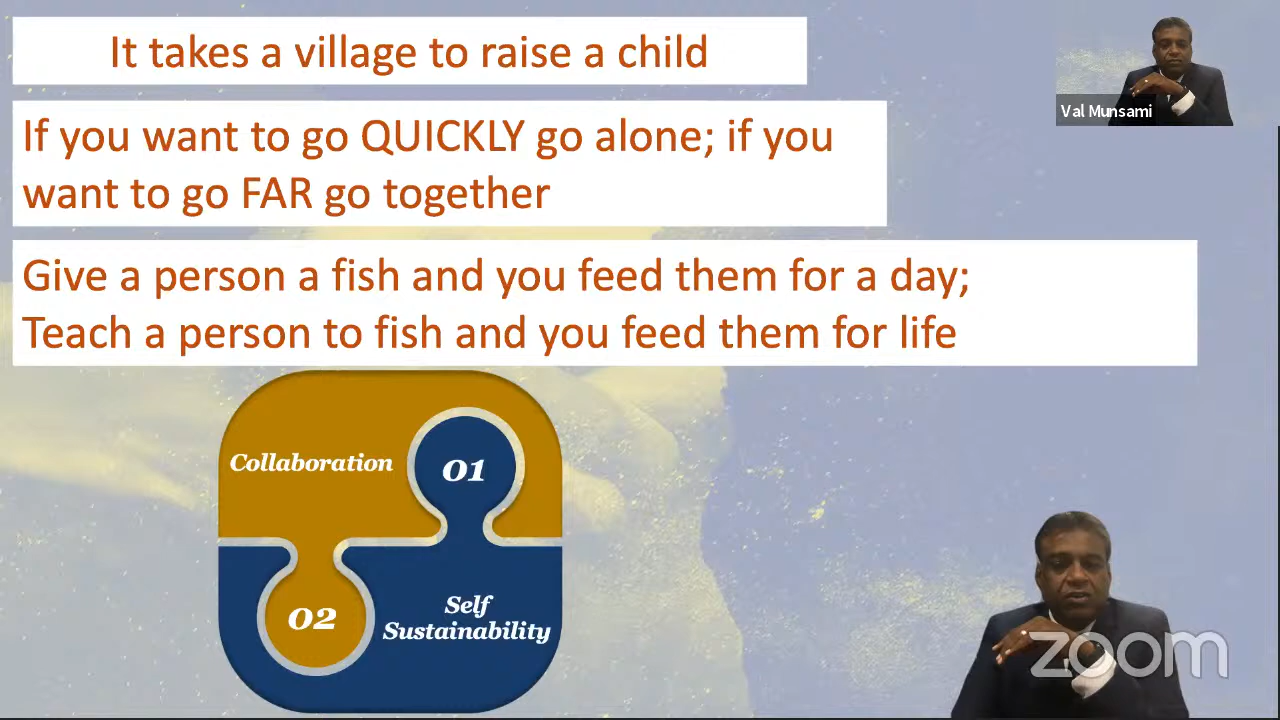 It takes a village to raise a child
Val Munsami
If you want to go QUICKLY go alone; if you
want to go FAR go together
Give a person a fish and you feed them for a day;
Teach a person to fish and you feed them for life
Collaboration
01
02
Self
Sustainability
zoom